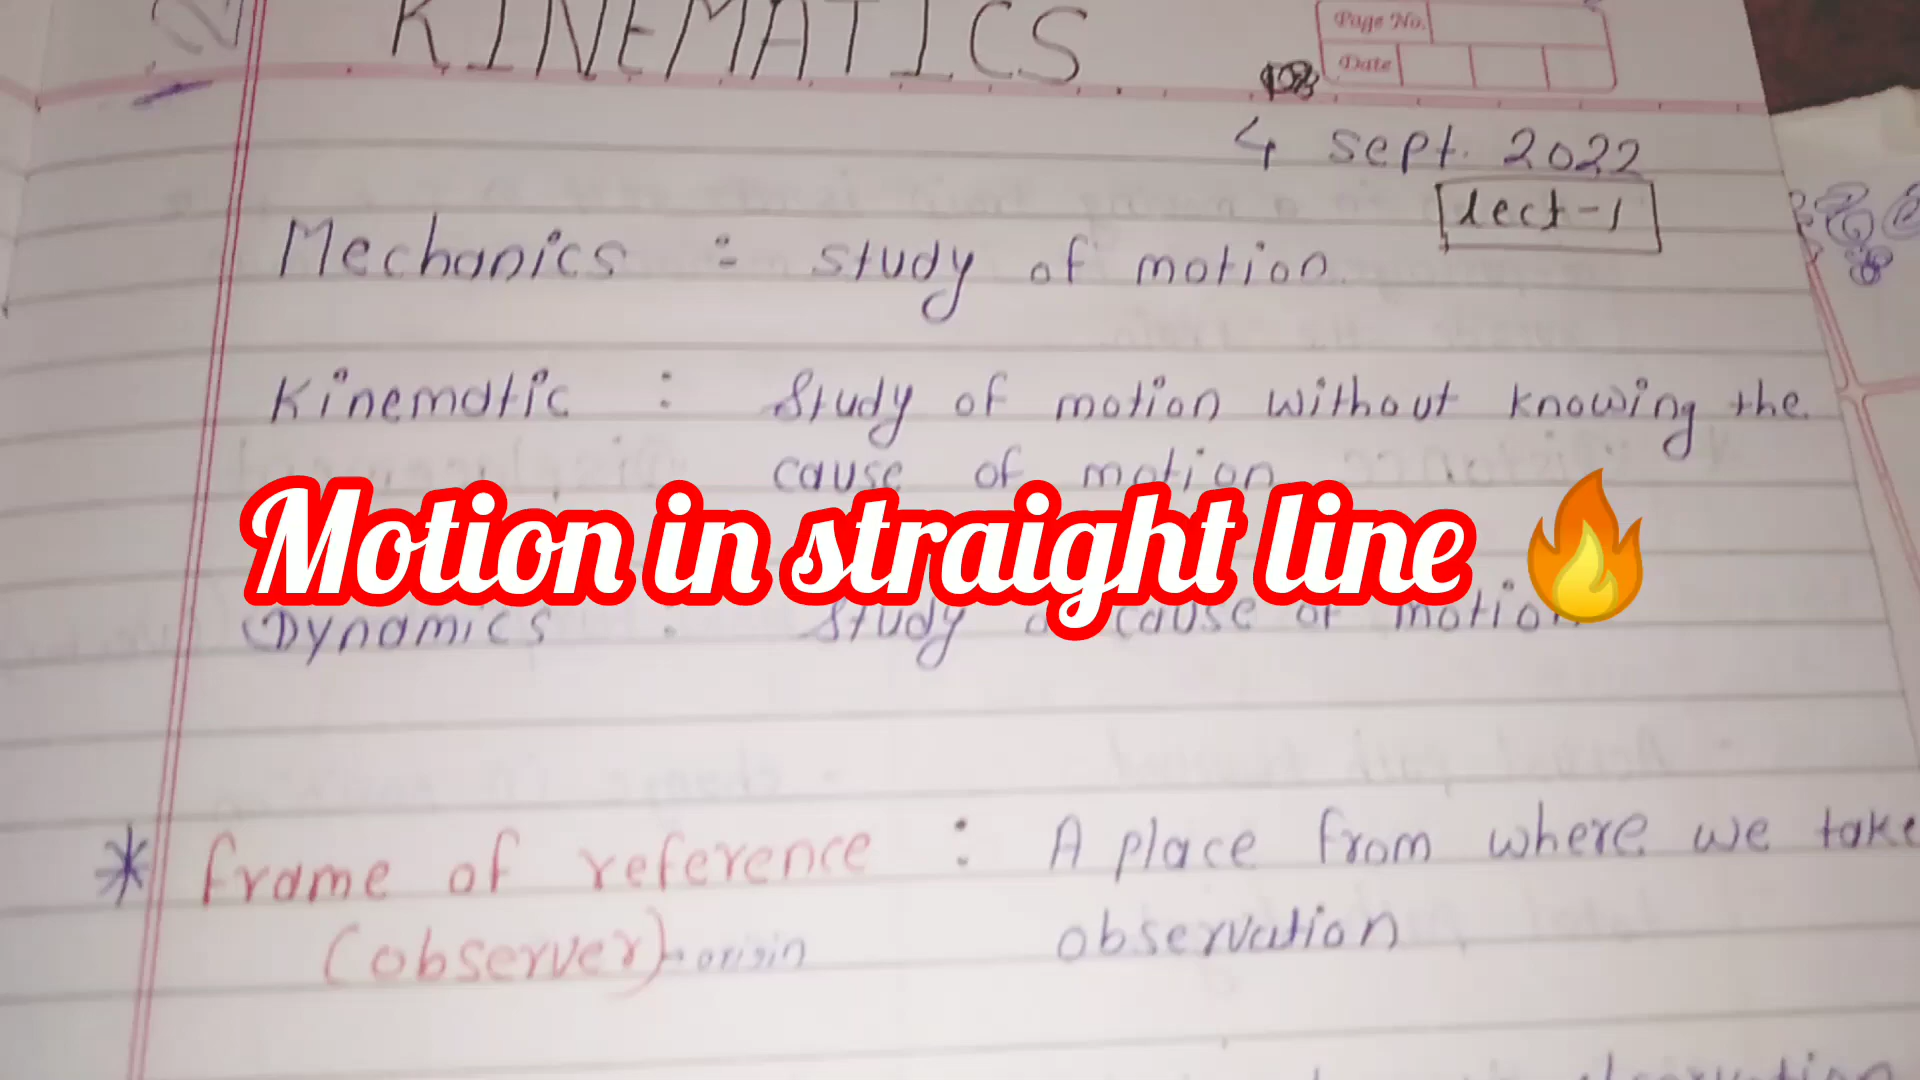 KINEMATICS
Page No.
Date
4 sept. 2022
Lect-1
Mechanics : study of motion.
Kinematic : Study of motion without knowing the
cause of motion
Motion in straight line 🔥
Dynamics : Study cause of motion
* frame of reference : A place from where we take
(observer) → origin observation